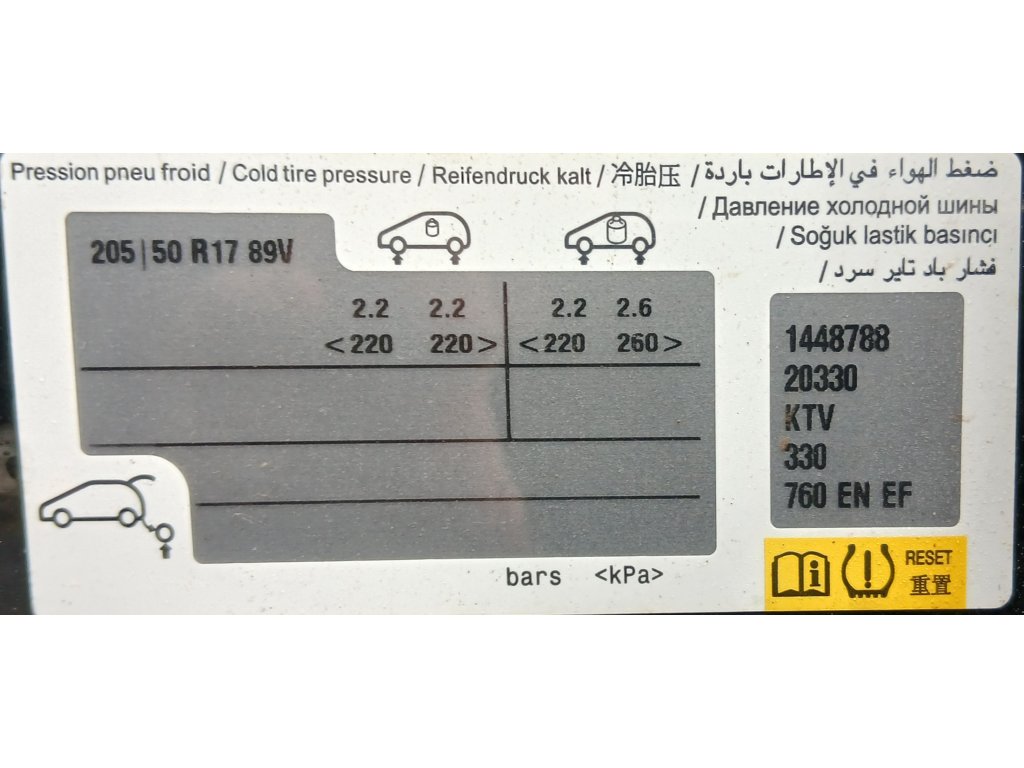 Pression pneu froid / Cold tire pressure / Reifendruck kalt / 冷胎压 / ضغط الهواء في الإطارات باردة
/ Давление холодной шины
/ Soğuk lastik basıncı
/ فشار باد تایر سرد
205|50 R17 89V
2.2 2.2 2.2 2.6
<220 220> <220 260>
1448788
20330
KTV
330
760 EN EF
bars <kPa>
RESET
重置